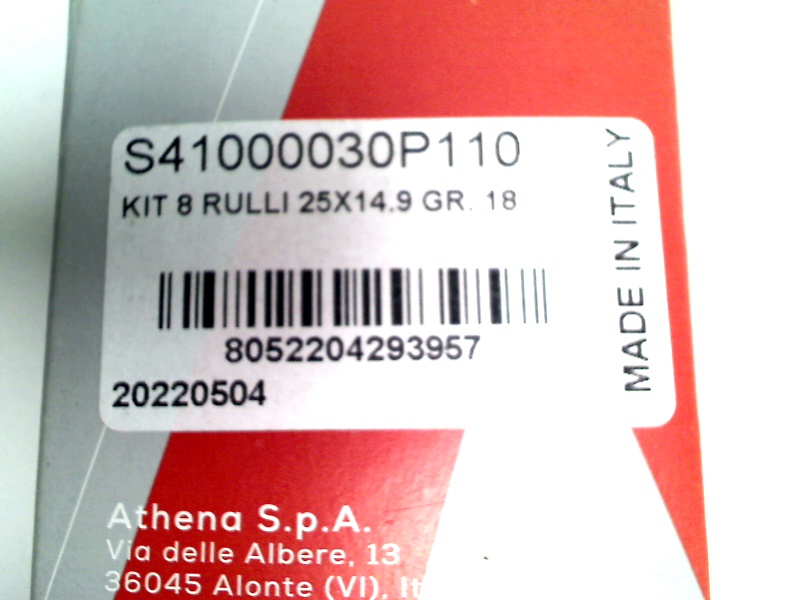 S41000030P110
KIT 8 RULLI 25X14.9 GR. 18
8052204293957
20220504
MADE IN ITALY
Athena S.p.A.
Via delle Albere, 13
36045 Alonte (VI), It